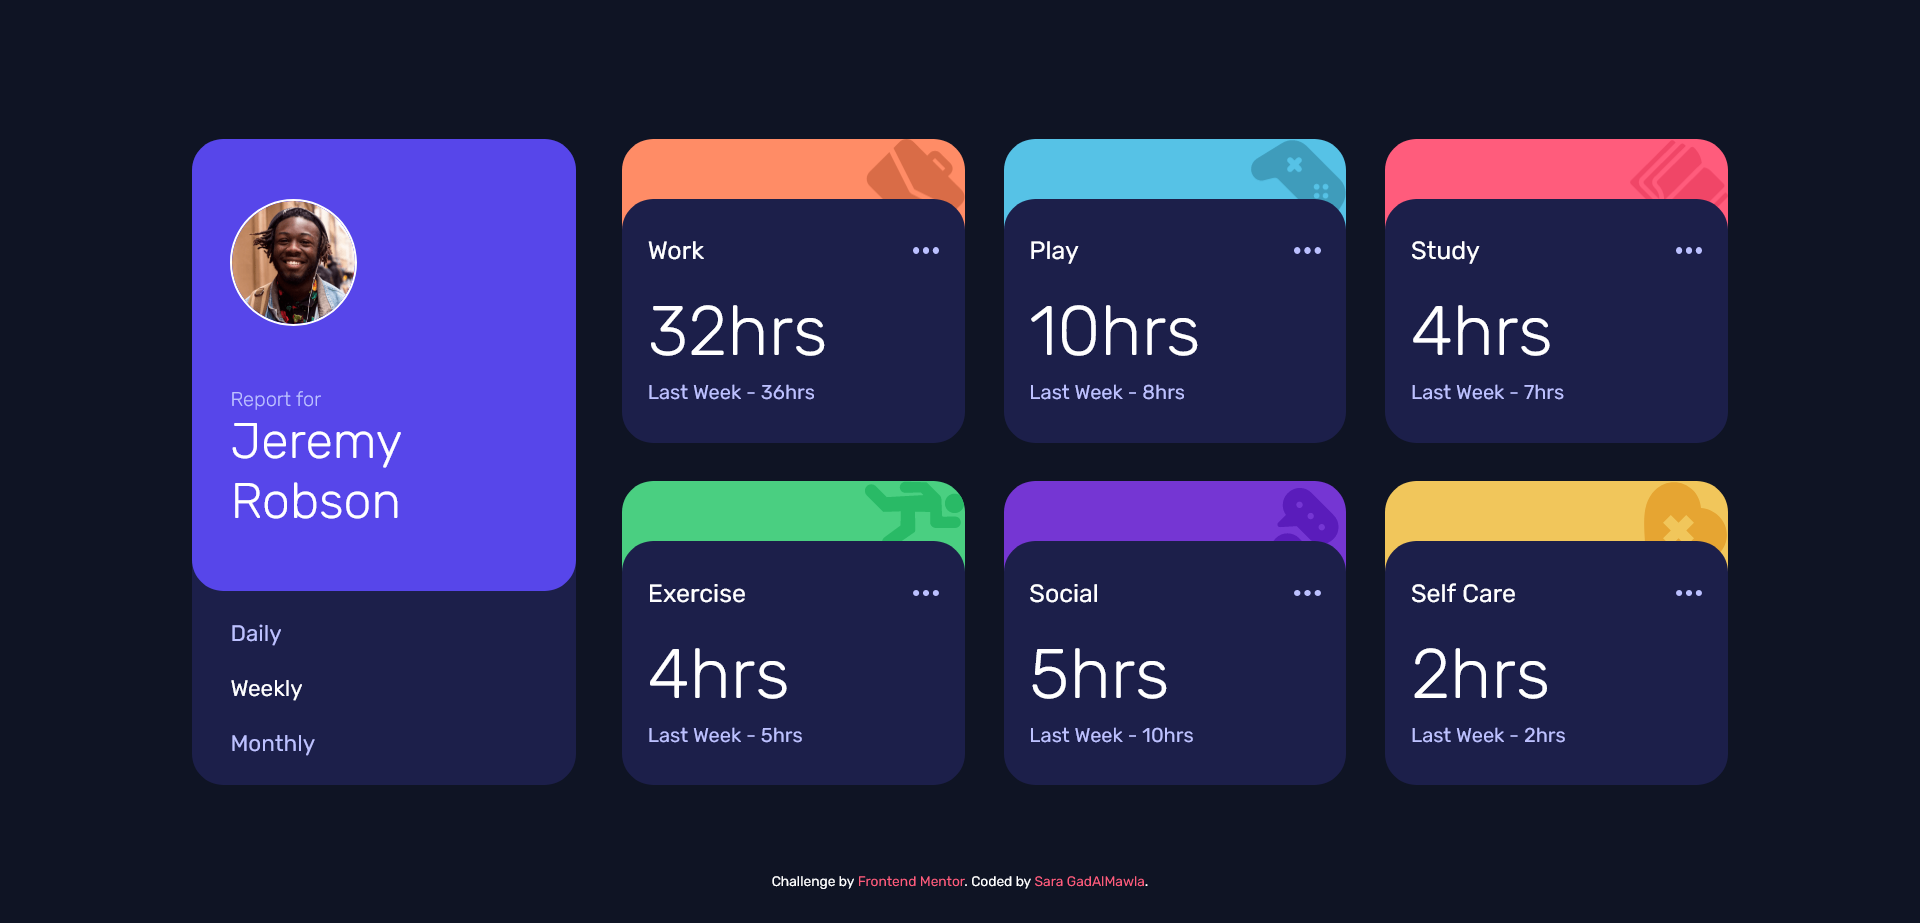 Report for
Jeremy
Robson
Daily
Weekly
Monthly
Work
32hrs
Last Week - 36hrs
Play
10hrs
Last Week - 8hrs
Study
4hrs
Last Week - 7hrs
Exercise
4hrs
Last Week - 5hrs
Social
5hrs
Last Week - 10hrs
Self Care
2hrs
Last Week - 2hrs
Challenge by Frontend Mentor. Coded by Sara GadAlMawla.